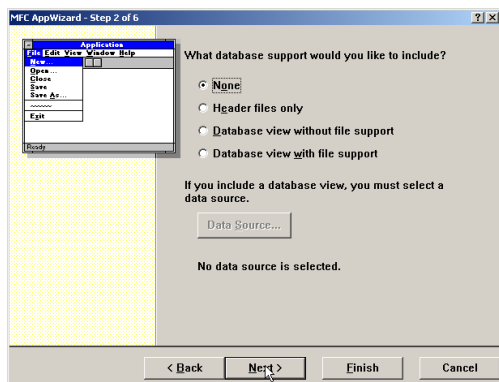 MFC AppWizard - Step 2 of 6
Application
File Edit View Window Help
New...
Open...
Close
Save
Save As...
Exit
Ready
What database support would you like to include?
None
Header files only
Database view without file support
Database view with file support
If you include a database view, you must select a
data source.
Data Source...
No data source is selected.
< Back
Next >
Finish
Cancel